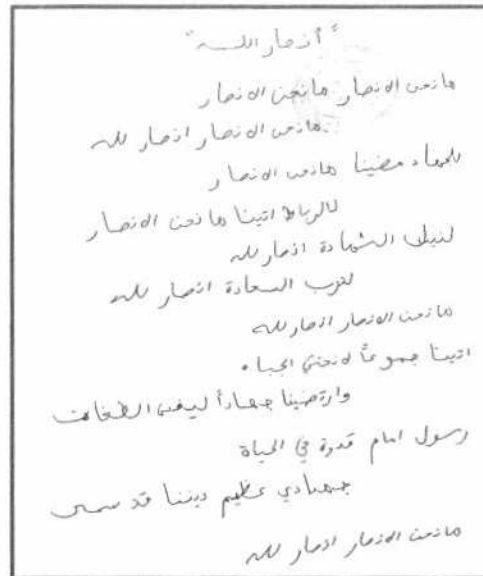 "أنصار الله"
هانحن الانصار هانحن الانصار
هانحن الانصار انصار لله
للجهاد مضينا هانحن الانصار
للرباط اتينا هانحن الانصار
لنيل الشهادة انصار لله
لدرب السعادة انصار لله
هانحن الانصار انصار لله
اتينا جموعاً لانحني الجباه
وارتضينا جهاداً ليفنى الطغاة
رسول امام قدوة في الحياة
جهادي عظيم ديننا قد سمى
هانحن الانصار انصار لله